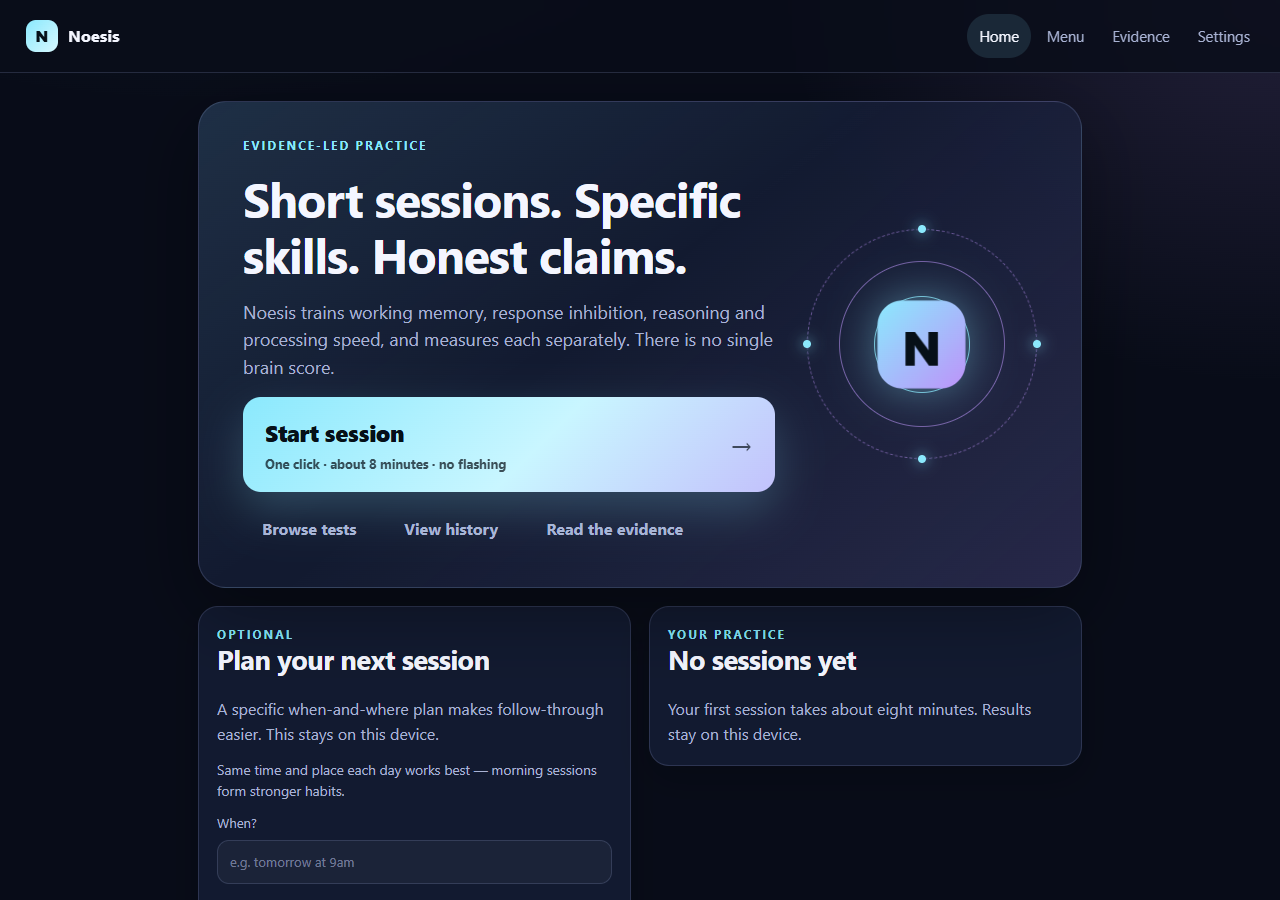 N Noesis
Home Menu Evidence Settings
EVIDENCE-LED PRACTICE
Short sessions. Specific
skills. Honest claims.
Noesis trains working memory, response inhibition, reasoning and
processing speed, and measures each separately. There is no single
brain score.
Start session
One click · about 8 minutes · no flashing
→
Browse tests View history Read the evidence
N
OPTIONAL
Plan your next session
A specific when-and-where plan makes follow-through
easier. This stays on this device.
Same time and place each day works best — morning sessions
form stronger habits.
When?
e.g. tomorrow at 9am
YOUR PRACTICE
No sessions yet
Your first session takes about eight minutes. Results
stay on this device.